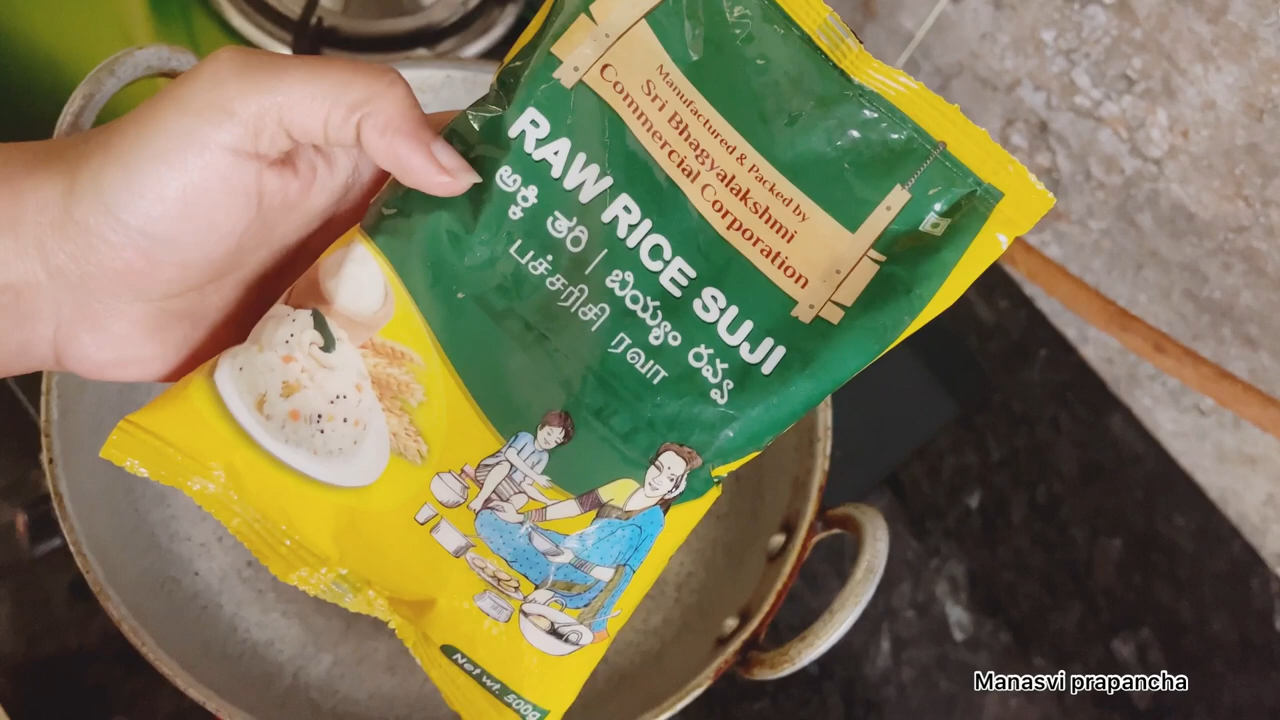 Manufactured & Packed by
Sri Bhagyalakshmi
Commercial Corporation
RAW RICE SUJI
ಅಕ್ಕಿ ತರಿ | బియ్యం రవ్వ
பச்சரிசி ரவா
Net wt. 500g
Manasvi prapancha